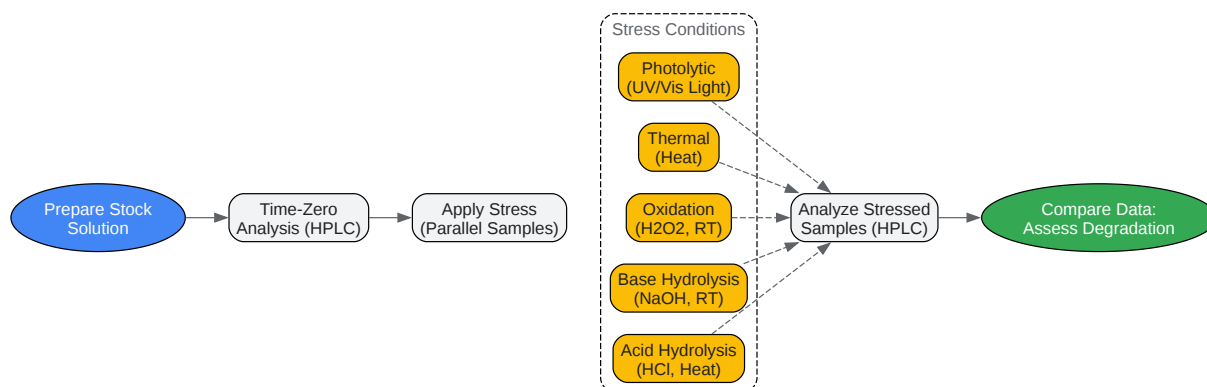 Prepare Stock
Solution
Time-Zero
Analysis (HPLC)
Apply Stress
(Parallel Samples)
Stress Conditions
Photolytic
(UV/Vis Light)
Thermal
(Heat)
Oxidation
(H2O2, RT)
Base Hydrolysis
(NaOH, RT)
Acid Hydrolysis
(HCl, Heat)
Analyze Stressed
Samples (HPLC)
Compare Data:
Assess Degradation